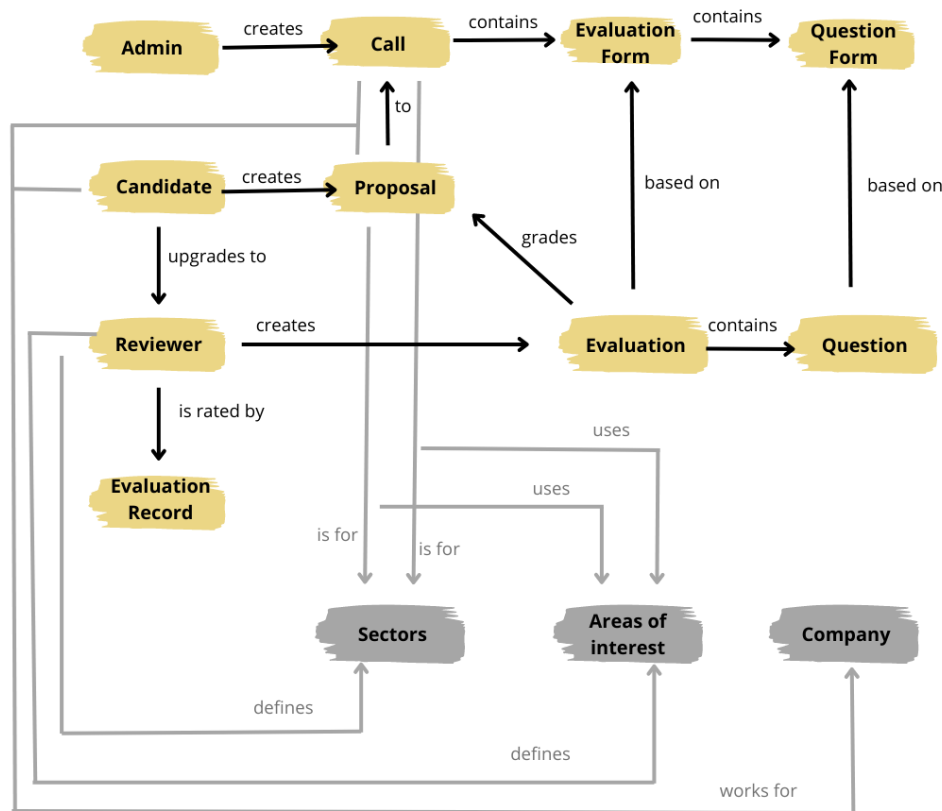 creates
contains
contains
Admin
Call
Evaluation
Form
Question
Form
to
Candidate
creates
Proposal
based on
based on
upgrades to
grades
Reviewer
creates
Evaluation
contains
Question
is rated by
uses
Evaluation
Record
uses
is for
is for
Sectors
Areas of
interest
Company
defines
defines
works for